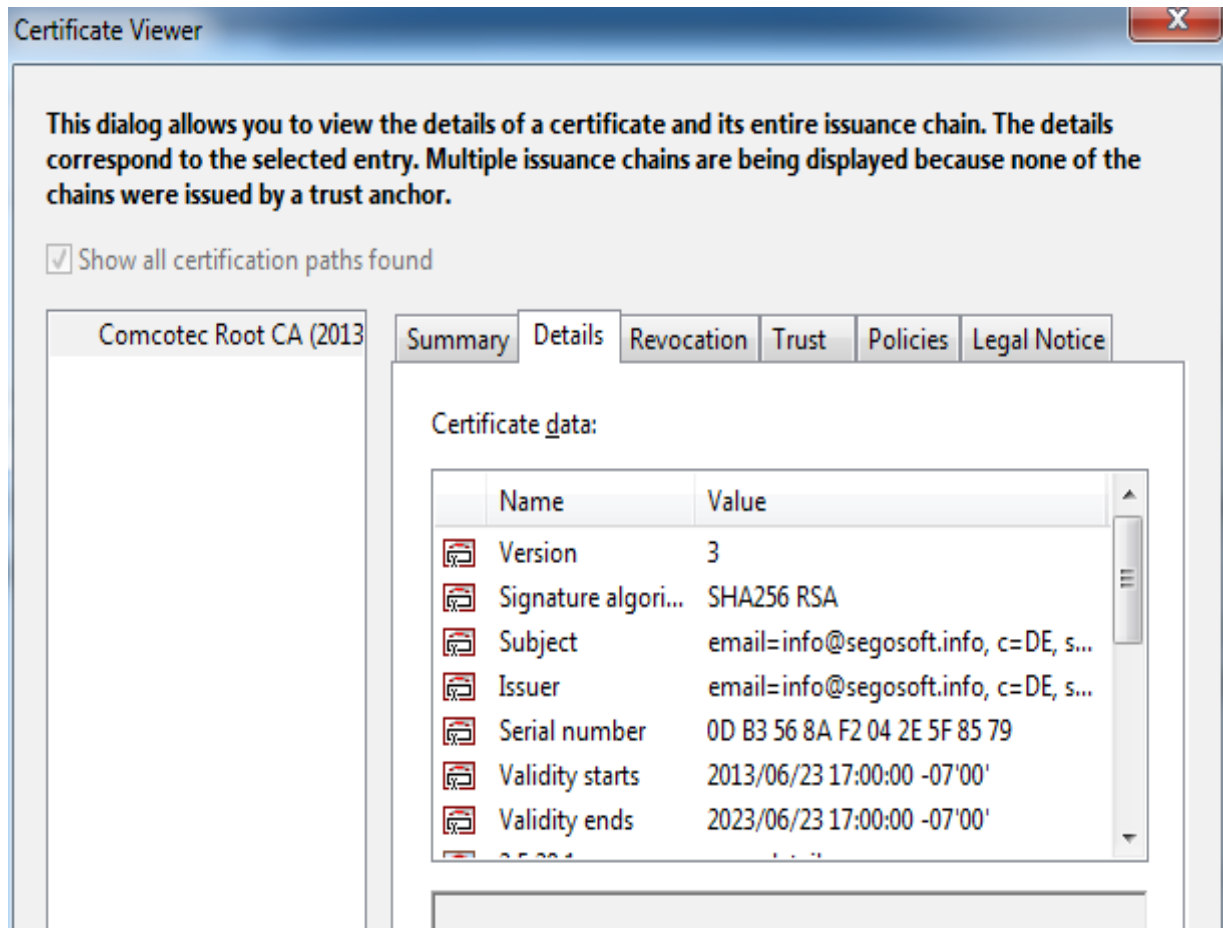 Certificate Viewer
This dialog allows you to view the details of a certificate and its entire issuance chain. The details
correspond to the selected entry. Multiple issuance chains are being displayed because none of the
chains were issued by a trust anchor.
Show all certification paths found
Comcotec Root CA (2013
Summary Details Revocation Trust Policies Legal Notice
Certificate data:
Name Value
Version 3
Signature algori... SHA256 RSA
Subject email=info@segosoft.info, c=DE, s...
Issuer email=info@segosoft.info, c=DE, s...
Serial number 0D B3 56 8A F2 04 2E 5F 85 79
Validity starts 2013/06/23 17:00:00 -07'00'
Validity ends 2023/06/23 17:00:00 -07'00'